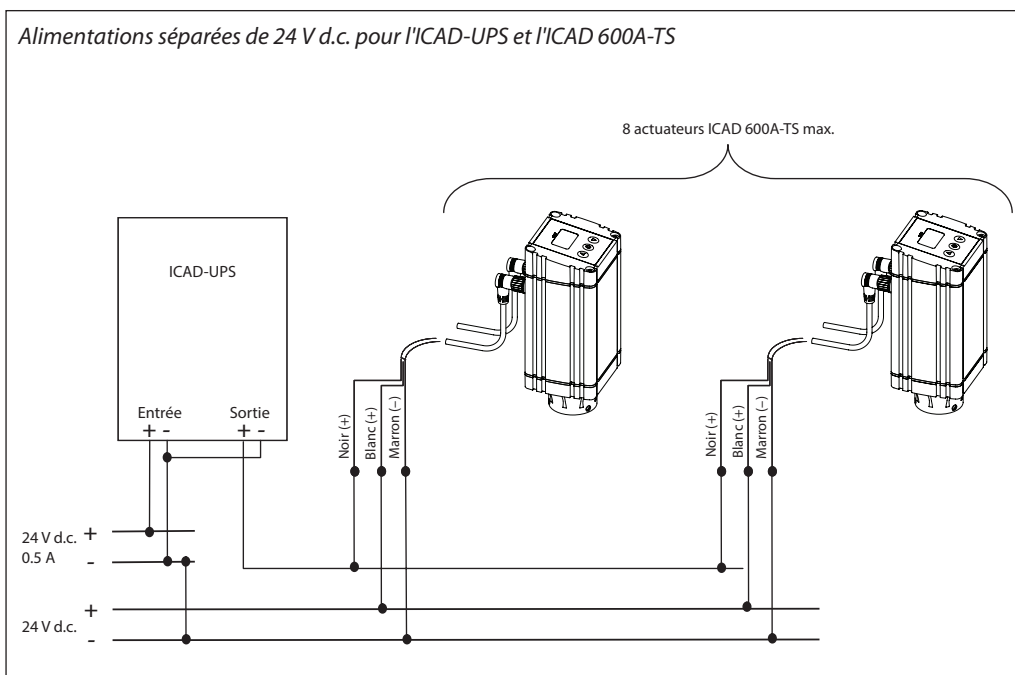 Alimentations séparées de 24 V d.c. pour l'ICAD-UPS et l'ICAD 600A-TS
8 actuateurs ICAD 600A-TS max.
ICAD-UPS
Entrée Sortie
+ - + -
Noir (+)
Blanc (+)
Marron (–)
Noir (+)
Blanc (+)
Marron (–)
24 V d.c. +
0.5 A -
+
24 V d.c.
-